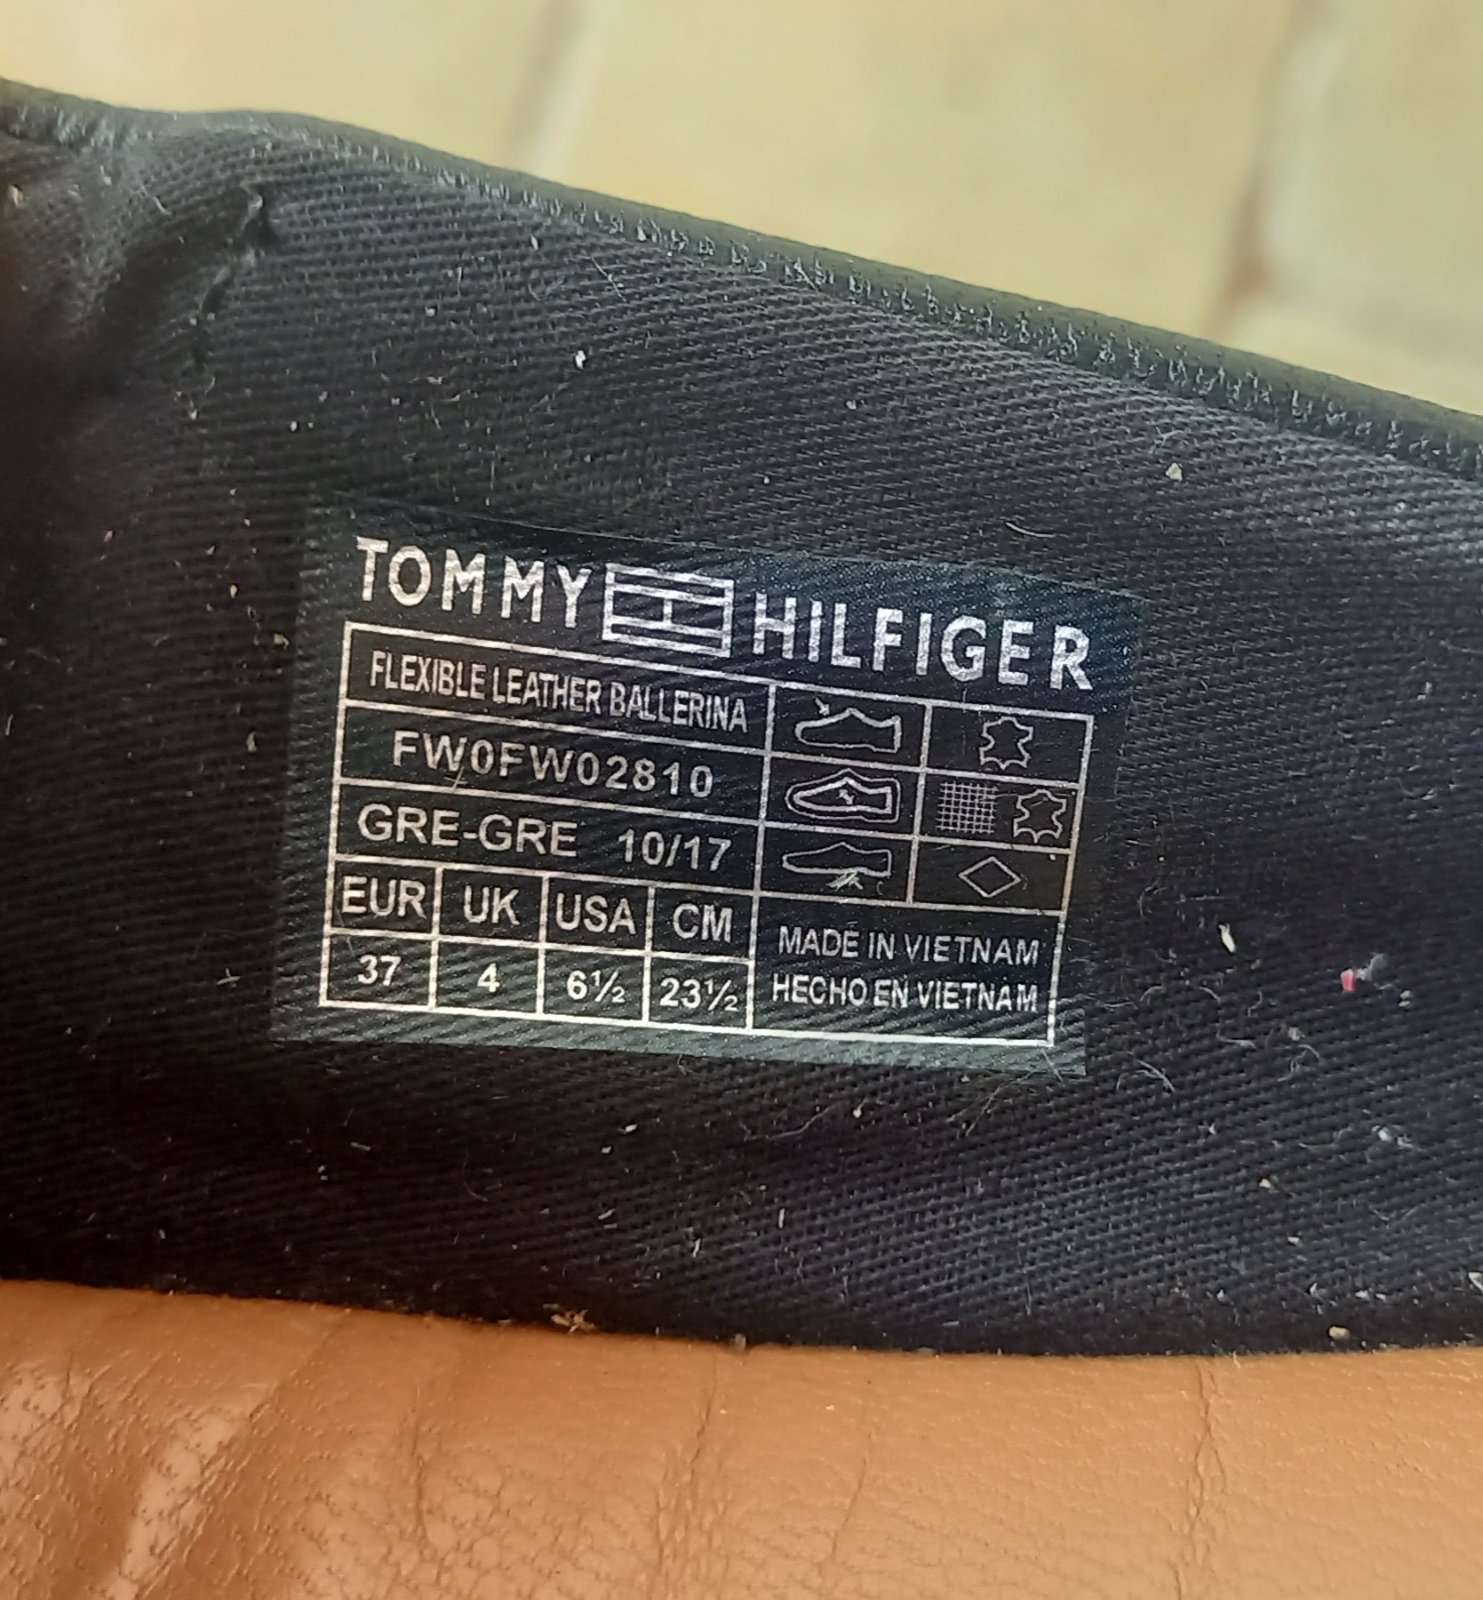 TOMMY HILFIGER
FLEXIBLE LEATHER BALLERINA
FW0FW02810
GRE-GRE 10/17
EUR UK USA CM
37 4 6½ 23½
MADE IN VIETNAM
HECHO EN VIETNAM